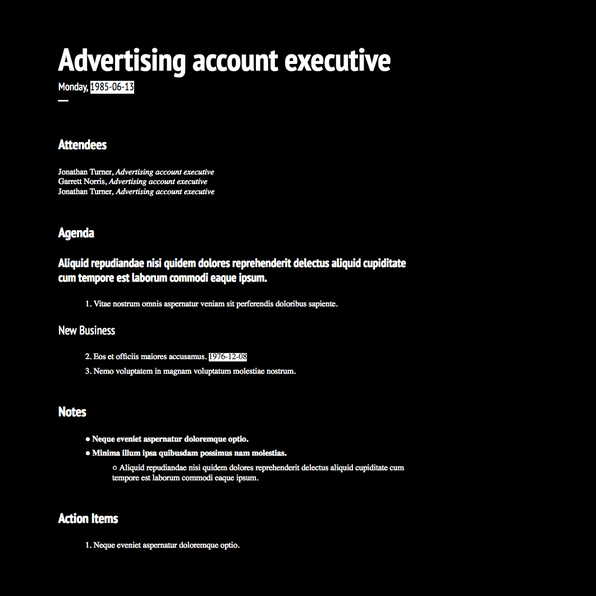 Advertising account executive
Monday, 1985-06-13
—
Attendees
Jonathan Turner, Advertising account executive
Garrett Norris, Advertising account executive
Jonathan Turner, Advertising account executive
Agenda
Aliquid repudiandae nisi quidem dolores reprehenderit delectus aliquid cupiditate
cum tempore est laborum commodi eaque ipsum.
1. Vitae nostrum omnis aspernatur veniam sit perferendis doloribus sapiente.
New Business
2. Eos et officiis maiores accusamus. 1976-12-08
3. Nemo voluptatem in magnam voluptatum molestiae nostrum.
Notes
● Neque eveniet aspernatur doloremque optio.
● Minima illum ipsa quibusdam possimus nam molestias.
○ Aliquid repudiandae nisi quidem dolores reprehenderit delectus aliquid cupiditate cum
tempore est laborum commodi eaque ipsum.
Action Items
1. Neque eveniet aspernatur doloremque optio.